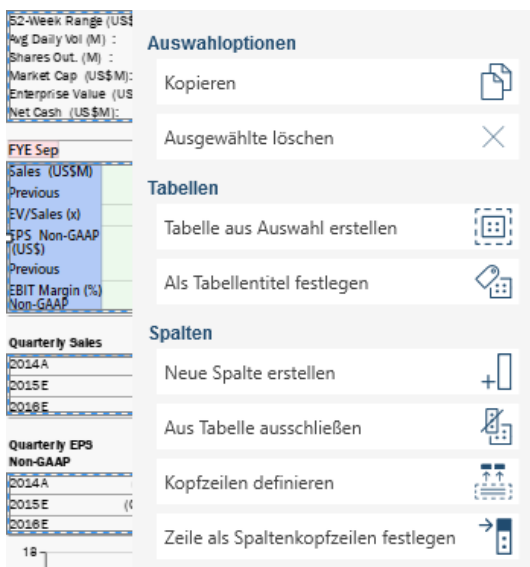 52-Week Range (US$
Avg Daily Vol (M) :
Shares Out. (M) :
Market Cap (US$M):
Enterprise Value (US
Net Cash (US$M):
FYE Sep
Sales (US$M)
Previous
EV/Sales (x)
EPS Non-GAAP
(US$)
Previous
EBIT Margin (%)
Non-GAAP
Quarterly Sales
2014A
2015E
2016E
Quarterly EPS
Non-GAAP
2014A
2015E (0
2016E
18
Auswahloptionen
Kopieren
Ausgewählte löschen
Tabellen
Tabelle aus Auswahl erstellen
Als Tabellentitel festlegen
Spalten
Neue Spalte erstellen
Aus Tabelle ausschließen
Kopfzeilen definieren
Zeile als Spaltenkopfzeilen festlegen